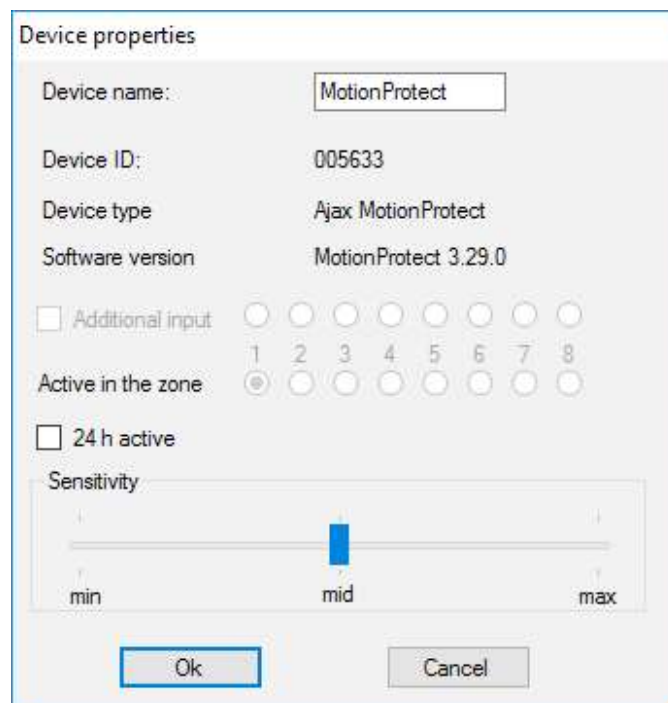 Device properties
Device name: MotionProtect
Device ID: 005633
Device type Ajax MotionProtect
Software version MotionProtect 3.29.0
Additional input
1 2 3 4 5 6 7 8
Active in the zone
24 h active
Sensitivity
min mid max
Ok Cancel